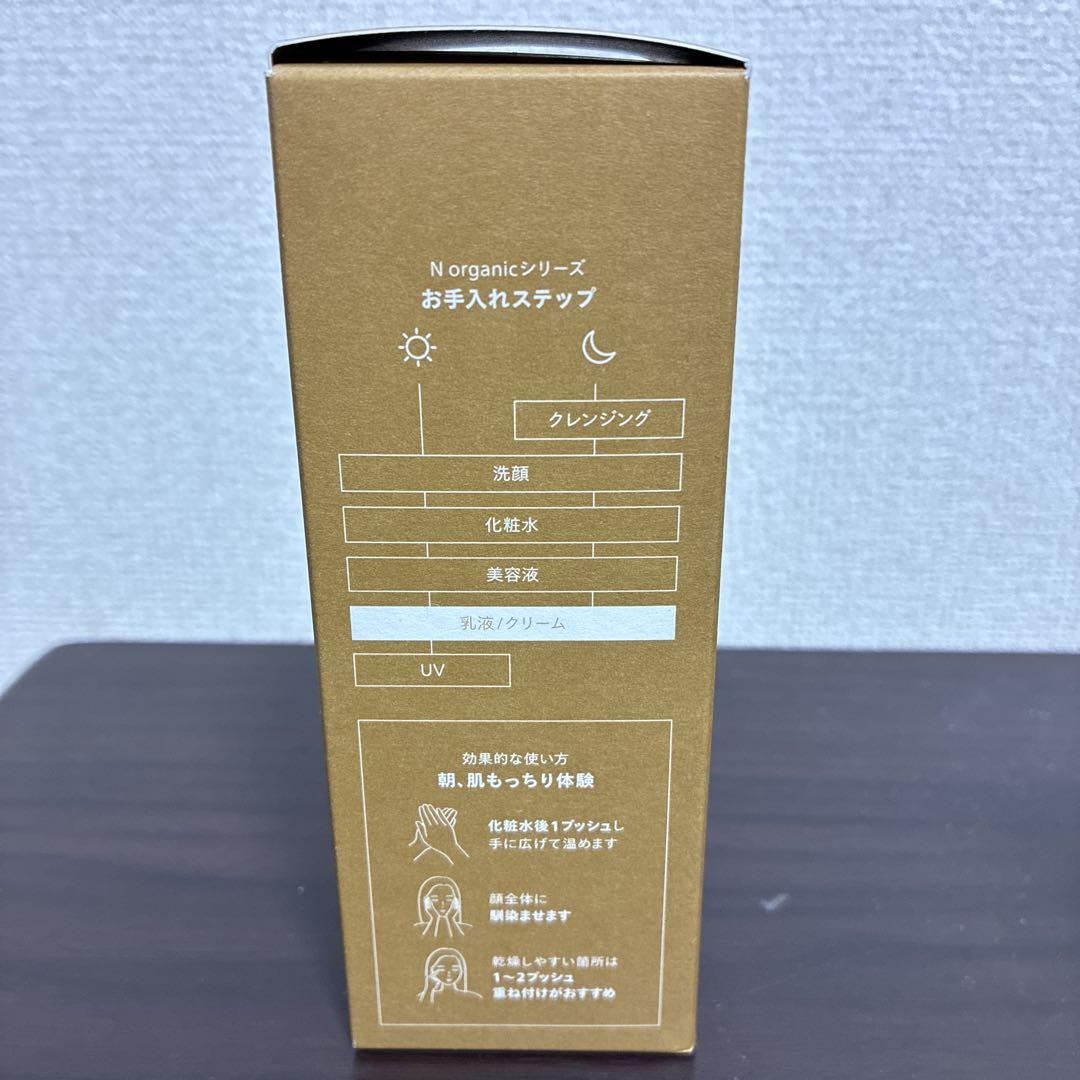 N organicシリーズ
お手入れステップ
クレンジング
洗顔
化粧水
美容液
乳液/クリーム
UV
効果的な使い方
朝、肌もっちり体験
化粧水後1プッシュし
手に広げて温めます
顔全体に
馴染ませます
乾燥しやすい箇所は
1〜2プッシュ
重ね付けがおすすめ